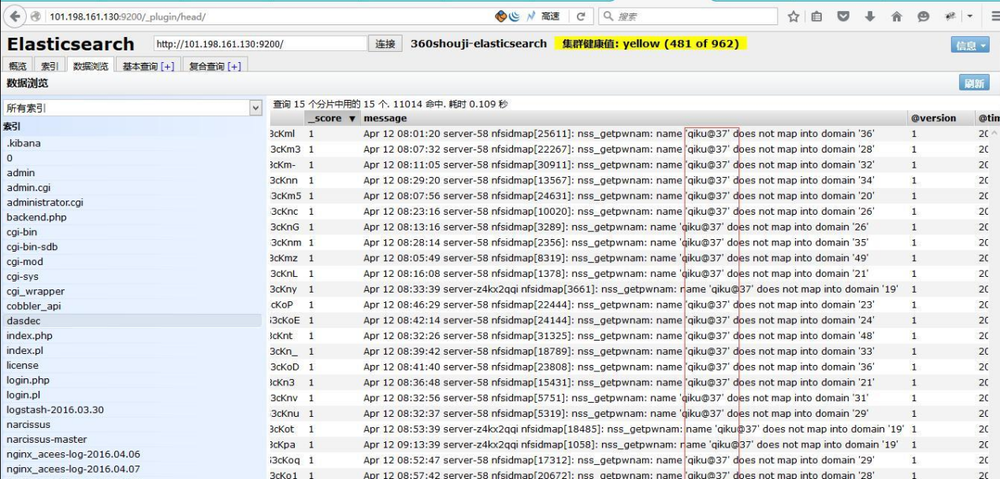 101.198.161.130:9200/_plugin/head/ 高速 搜索
Elasticsearch http://101.198.161.130:9200/ 连接 360shouji-elasticsearch 集群健康值: yellow (481 of 962) 信息
概览 索引 数据浏览 基本查询 [+] 复合查询 [+]
数据浏览 刷新
所有索引
索引
.kibana
0
admin
admin.cgi
administrator.cgi
backend.php
cgi-bin
cgi-bin-sdb
cgi-mod
cgi-sys
cgi_wrapper
cobbler_api
dasdec
index.php
index.pl
license
login.php
login.pl
logstash-2016.03.30
narcissus
narcissus-master
nginx_acees-log-2016.04.06
nginx_acees-log-2016.04.07
查询 15 个分片中用的 15 个. 11014 命中. 耗时 0.109 秒
_score ▼ message @version @tim
3cKml 1 Apr 12 08:01:20 server-58 nfsidmap[25611]: nss_getpwnam: name 'qiku@37' does not map into domain '36' 1 20
3cKm3 1 Apr 12 08:07:32 server-58 nfsidmap[22267]: nss_getpwnam: name 'qiku@37' does not map into domain '28' 1 20
3cKm- 1 Apr 12 08:11:05 server-58 nfsidmap[30911]: nss_getpwnam: name 'qiku@37' does not map into domain '32' 1 20
3cKnn 1 Apr 12 08:29:20 server-58 nfsidmap[13567]: nss_getpwnam: name 'qiku@37' does not map into domain '34' 1 20
3cKm5 1 Apr 12 08:07:56 server-58 nfsidmap[24631]: nss_getpwnam: name 'qiku@37' does not map into domain '20' 1 20
3cKnc 1 Apr 12 08:23:16 server-58 nfsidmap[10020]: nss_getpwnam: name 'qiku@37' does not map into domain '26' 1 20
3cKnG 1 Apr 12 08:13:16 server-58 nfsidmap[3289]: nss_getpwnam: name 'qiku@37' does not map into domain '26' 1 20
3cKnm 1 Apr 12 08:28:14 server-58 nfsidmap[2356]: nss_getpwnam: name 'qiku@37' does not map into domain '35' 1 20
3cKmz 1 Apr 12 08:05:49 server-58 nfsidmap[8319]: nss_getpwnam: name 'qiku@37' does not map into domain '49' 1 20
3cKnL 1 Apr 12 08:16:08 server-58 nfsidmap[1378]: nss_getpwnam: name 'qiku@37' does not map into domain '21' 1 20
3cKny 1 Apr 12 08:33:39 server-z4kx2qqi nfsidmap[3661]: nss_getpwnam: name 'qiku@37' does not map into domain '19' 1 20
cKoP 1 Apr 12 08:46:29 server-58 nfsidmap[22444]: nss_getpwnam: name 'qiku@37' does not map into domain '23' 1 20
3cKoE 1 Apr 12 08:42:14 server-58 nfsidmap[24144]: nss_getpwnam: name 'qiku@37' does not map into domain '24' 1 20
3cKnt 1 Apr 12 08:32:26 server-58 nfsidmap[31325]: nss_getpwnam: name 'qiku@37' does not map into domain '48' 1 20
3cKn_ 1 Apr 12 08:39:42 server-58 nfsidmap[18789]: nss_getpwnam: name 'qiku@37' does not map into domain '33' 1 20
3cKoD 1 Apr 12 08:41:40 server-58 nfsidmap[23808]: nss_getpwnam: name 'qiku@37' does not map into domain '36' 1 20
3cKn3 1 Apr 12 08:36:48 server-58 nfsidmap[15431]: nss_getpwnam: name 'qiku@37' does not map into domain '21' 1 20
3cKnv 1 Apr 12 08:32:56 server-58 nfsidmap[5751]: nss_getpwnam: name 'qiku@37' does not map into domain '31' 1 20
3cKnu 1 Apr 12 08:32:37 server-58 nfsidmap[5319]: nss_getpwnam: name 'qiku@37' does not map into domain '29' 1 20
3cKot 1 Apr 12 08:53:39 server-z4kx2qqi nfsidmap[18485]: nss_getpwnam: name 'qiku@37' does not map into domain '19' 1 20
3cKpa 1 Apr 12 09:13:39 server-z4kx2qqi nfsidmap[1058]: nss_getpwnam: name 'qiku@37' does not map into domain '19' 1 20
3cKoq 1 Apr 12 08:52:47 server-58 nfsidmap[17312]: nss_getpwnam: name 'qiku@37' does not map into domain '29' 1 20
3cKo1 1 Apr 12 08:57:42 server-58 nfsidmap[20672]: nss_getpwnam: name 'qiku@37' does not map into domain '28' 1 20